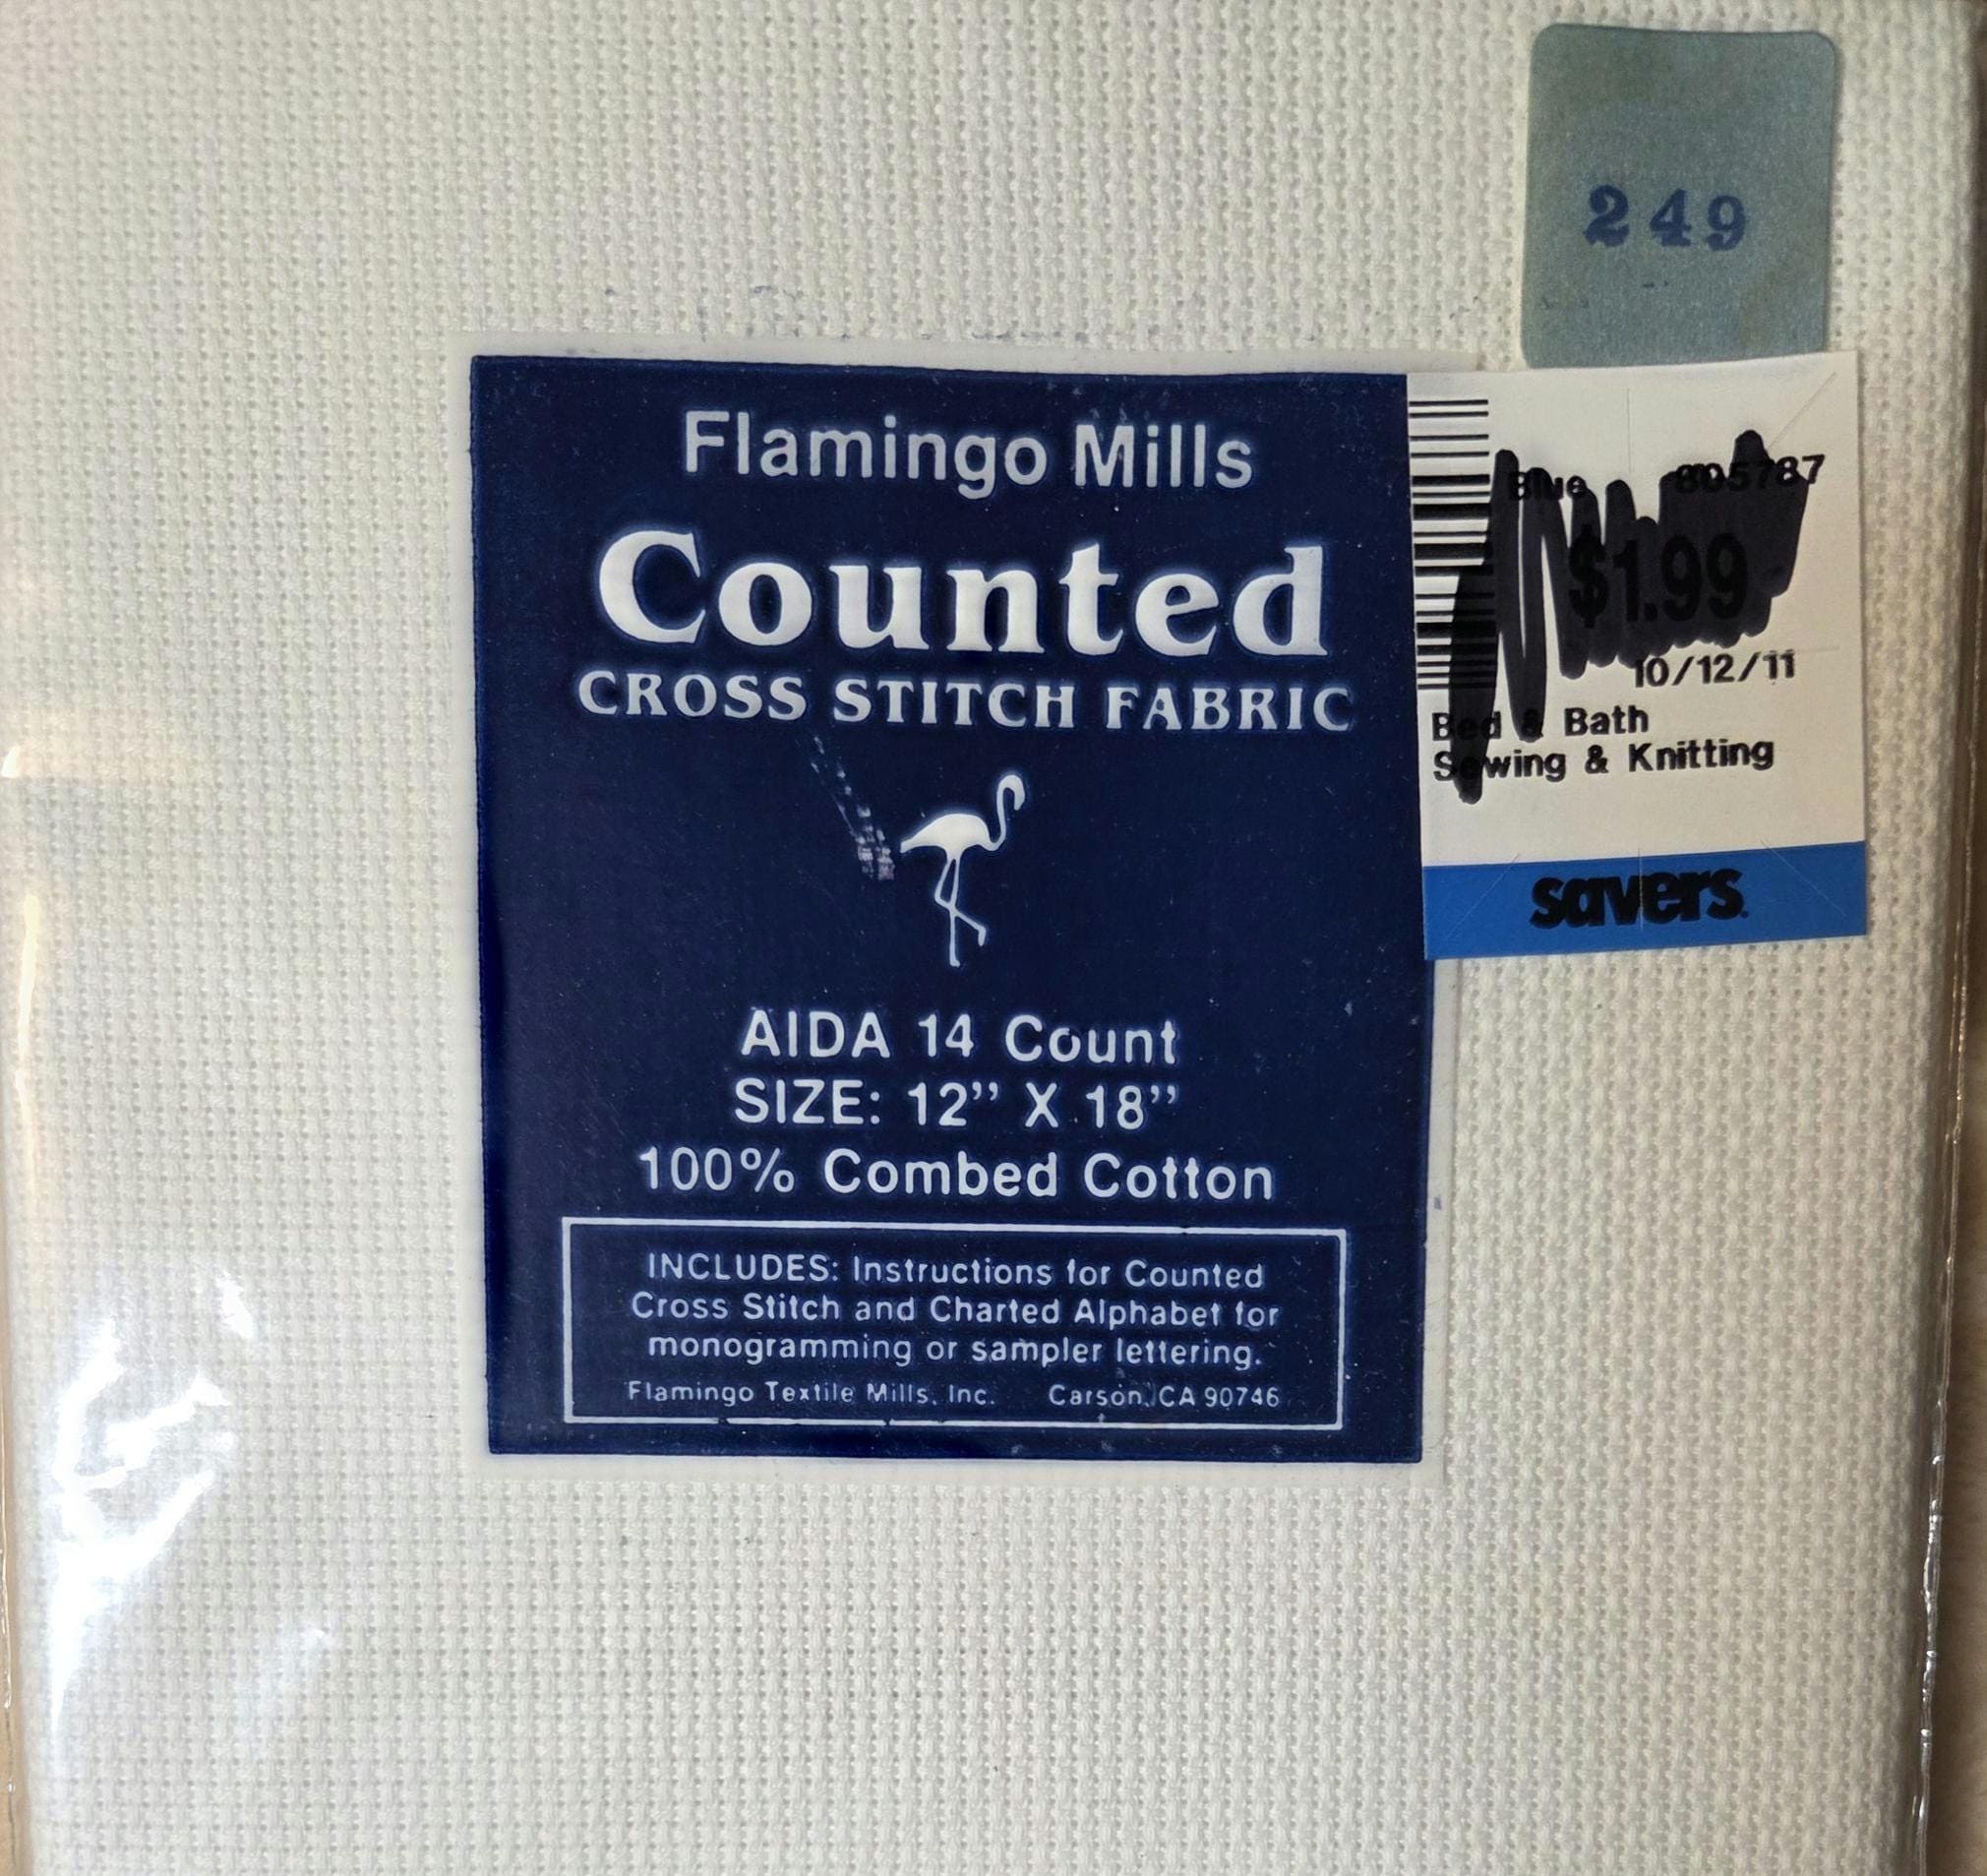 249
Flamingo Mills
Counted
CROSS STITCH FABRIC
AIDA 14 Count
SIZE: 12” X 18”
100% Combed Cotton
INCLUDES: Instructions for Counted
Cross Stitch and Charted Alphabet for
monogramming or sampler lettering.
Flamingo Textile Mills, Inc. Carson, CA 90746
Blue 805787
$1.99
10/12/11
Bed & Bath
Sewing & Knitting
savers.